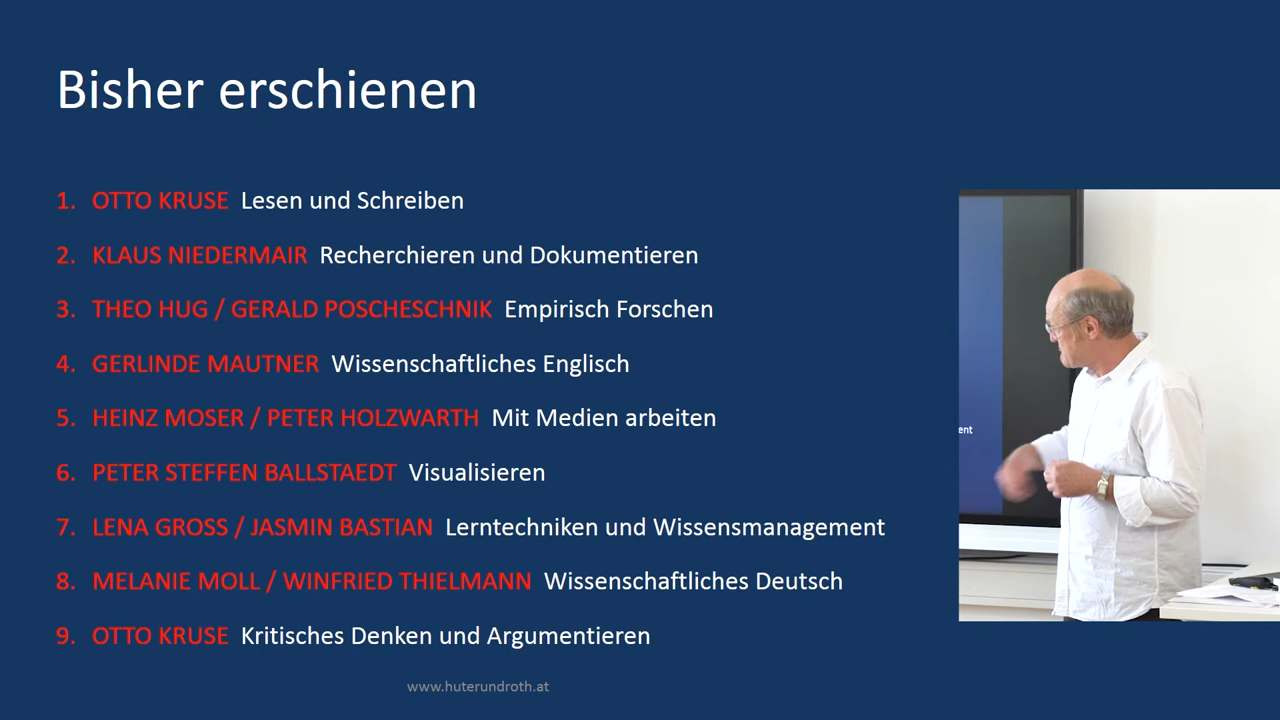 Bisher erschienen
1. OTTO KRUSE Lesen und Schreiben
2. KLAUS NIEDERMAIR Recherchieren und Dokumentieren
3. THEO HUG / GERALD POSCHESCHNIK Empirisch Forschen
4. GERLINDE MAUTNER Wissenschaftliches Englisch
5. HEINZ MOSER / PETER HOLZWARTH Mit Medien arbeiten
6. PETER STEFFEN BALLSTAEDT Visualisieren
7. LENA GROSS / JASMIN BASTIAN Lerntechniken und Wissensmanagement
8. MELANIE MOLL / WINFRIED THIELMANN Wissenschaftliches Deutsch
9. OTTO KRUSE Kritisches Denken und Argumentieren
www.huterundroth.at
ent